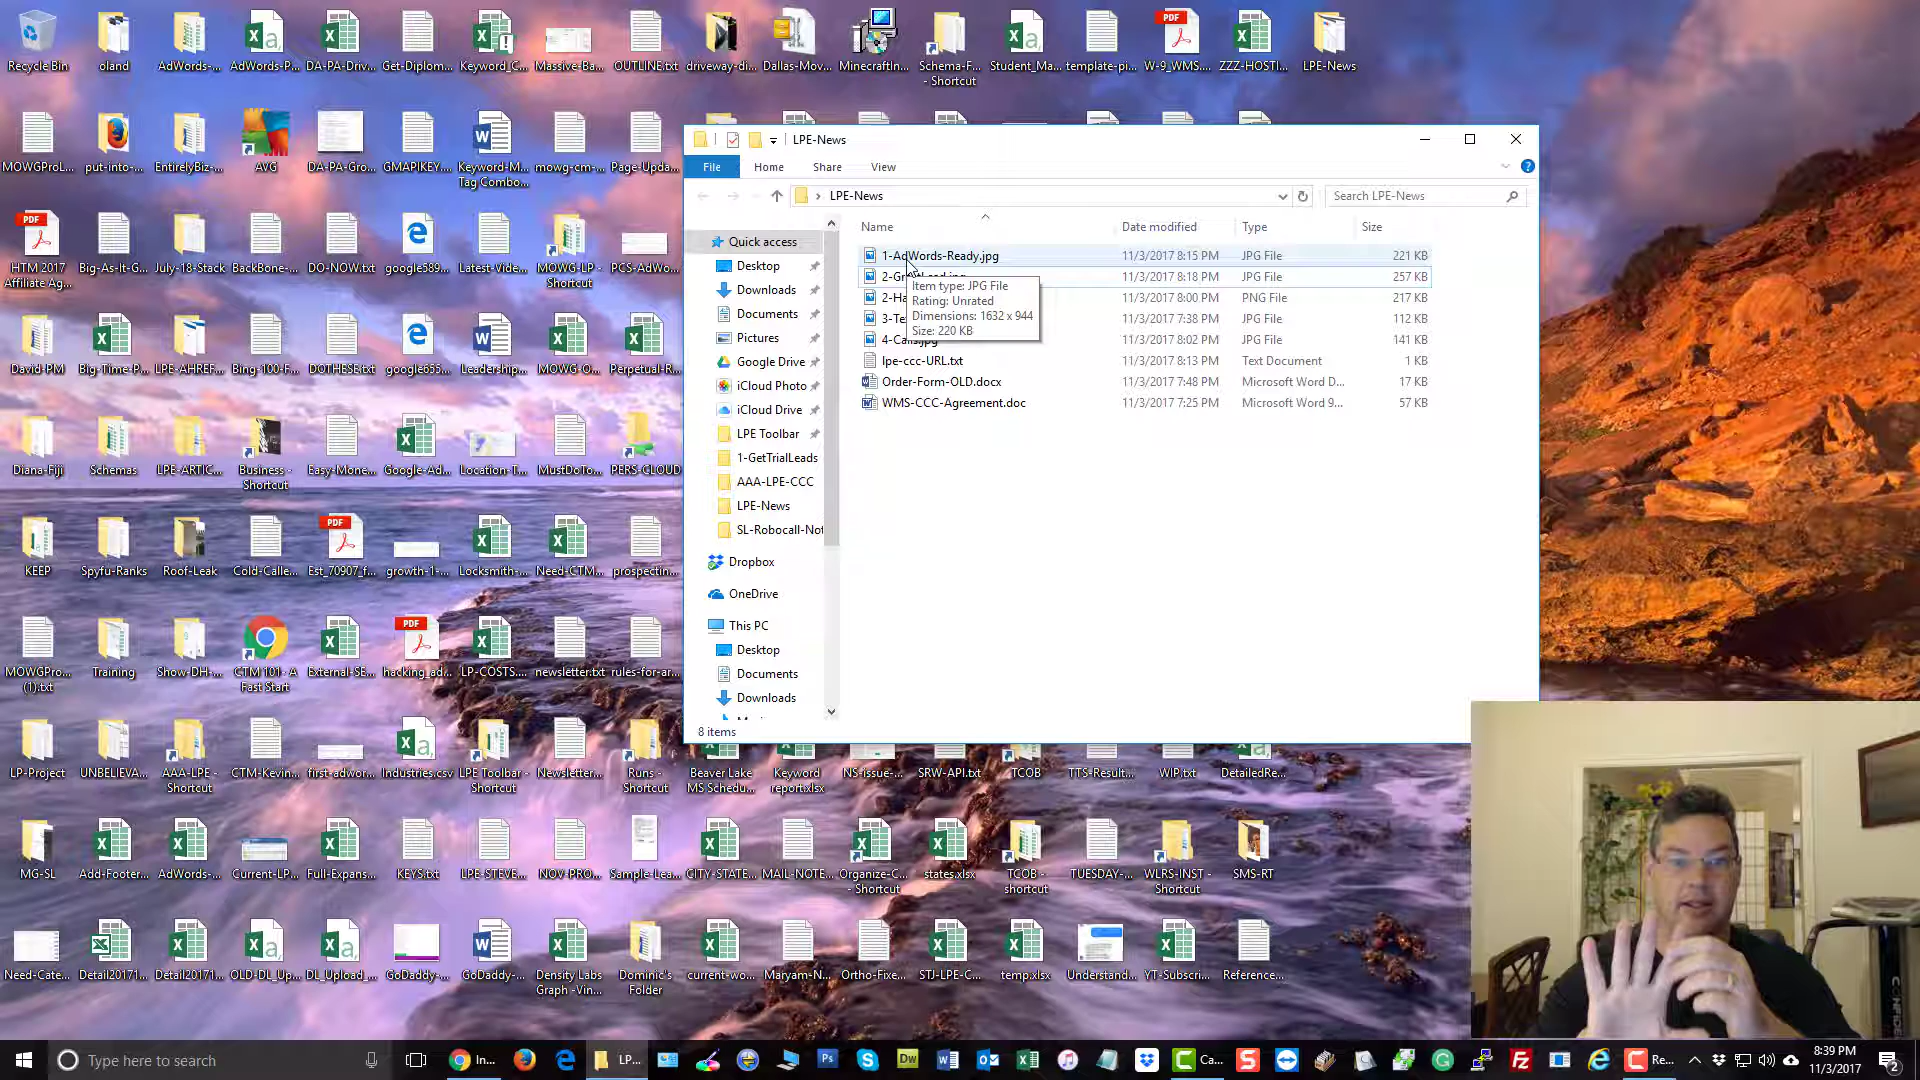 Recycle Bin
oland
AdWords-...
AdWords-P...
DA-PA-Driv...
Get-Diplom...
Keyword_C...
Massive-Ba...
OUTLINE.txt
driveway-di...
Dallas-Mov...
MinecraftIn...
Schema-F...
- Shortcut
Student_Ma...
template-pi...
W-9_WMS....
ZZZ-HOSTI...
LPE-News
MOWGProL...
put-into-...
EntirelyBiz-...
AVG
DA-PA-Gro...
GMAPIKEY...
Keyword-M...
Tag Combo...
mowg-cm-...
Page-Upda...
HTM 2017
Affiliate Ag...
Big-As-It-G...
July-18-Stack
BackBone-...
DO-NOW.txt
google589...
Latest-Vide...
MOWG-LP -
Shortcut
PCS-AdWo...
David-PM
Big-Time-P...
LPE-AHREF...
Bing-100-F...
DOTHESE.txt
google655...
Leadership...
MOWG-O...
Perpetual-R...
Diana-Fiji
Schemas
LPE-ARTIC...
Business -
Shortcut
Easy-Mone...
Google-Ad...
Location-T...
MustDoTo...
PERS-CLOUD
KEEP
Spyfu-Ranks
Roof-Leak
Cold-Calle...
Est_70907_f...
growth-1-...
Locksmith-...
Need-CTM...
prospectin...
MOWGPro...
(1).txt
Training
Show-DH-...
CTM 101- A
Fast Start
External-SE...
hacking_ad...
LP-COSTS....
newsletter.txt
rules-for-ar...
LP-Project
UNBELIEVA...
AAA-LPE -
Shortcut
CTM-Kevin...
first-adwor...
Industries.csv
LPE Toolbar -
Shortcut
Newsletter...
Runs -
Shortcut
Beaver Lake
MS Schedu...
Keyword
report.xlsx
NS-issue-...
SRW-API.txt
TCOB
TTS-Result...
WIP.txt
DetailedRe...
MG-SL
Add-Footer...
AdWords-...
Current-LP...
Full-Expans...
KEYS.txt
LPE-STEVE...
NOV-PRO...
Sample-Lea...
CITY-STATE...
MAIL-NOTE...
Organize-C...
- Shortcut
states.xlsx
TCOB -
shortcut
TUESDAY-...
WLRS-INST -
Shortcut
SMS-RT
Need-Cate...
Detail20171...
Detail20171...
OLD-DL_Up...
DL_Upload_...
GoDaddy-...
GoDaddy-...
Density Labs
Graph -Vin...
Dominic's
Folder
current-wo...
Maryam-N...
Ortho-Fixe...
STJ-LPE-C...
temp.xlsx
Understand...
YT-Subscri...
Reference...
LPE-News
File
Home
Share
View
LPE-News
Search LPE-News
Name
Date modified
Type
Size
1-AdWords-Ready.jpg
11/3/2017 8:15 PM
JPG File
221 KB
11/3/2017 8:18 PM
JPG File
257 KB
11/3/2017 8:00 PM
PNG File
217 KB
11/3/2017 7:38 PM
JPG File
112 KB
4-Calls.jpg
11/3/2017 8:02 PM
JPG File
141 KB
lpe-ccc-URL.txt
11/3/2017 8:13 PM
Text Document
1 KB
Order-Form-OLD.docx
11/3/2017 7:48 PM
Microsoft Word D...
17 KB
WMS-CCC-Agreement.doc
11/3/2017 7:25 PM
Microsoft Word 9...
57 KB
Item type: JPG File
Rating: Unrated
Dimensions: 1632 x 944
Size: 220 KB
Quick access
Desktop
Downloads
Documents
Pictures
Google Drive
iCloud Photo
iCloud Drive
LPE Toolbar
1-GetTrialLeads
AAA-LPE-CCC
LPE-News
SL-Robocall-Not
Dropbox
OneDrive
This PC
Desktop
Documents
Downloads
8 items
Type here to search
In...
LP...
Ca...
Re...
8:39 PM
11/3/2017
2